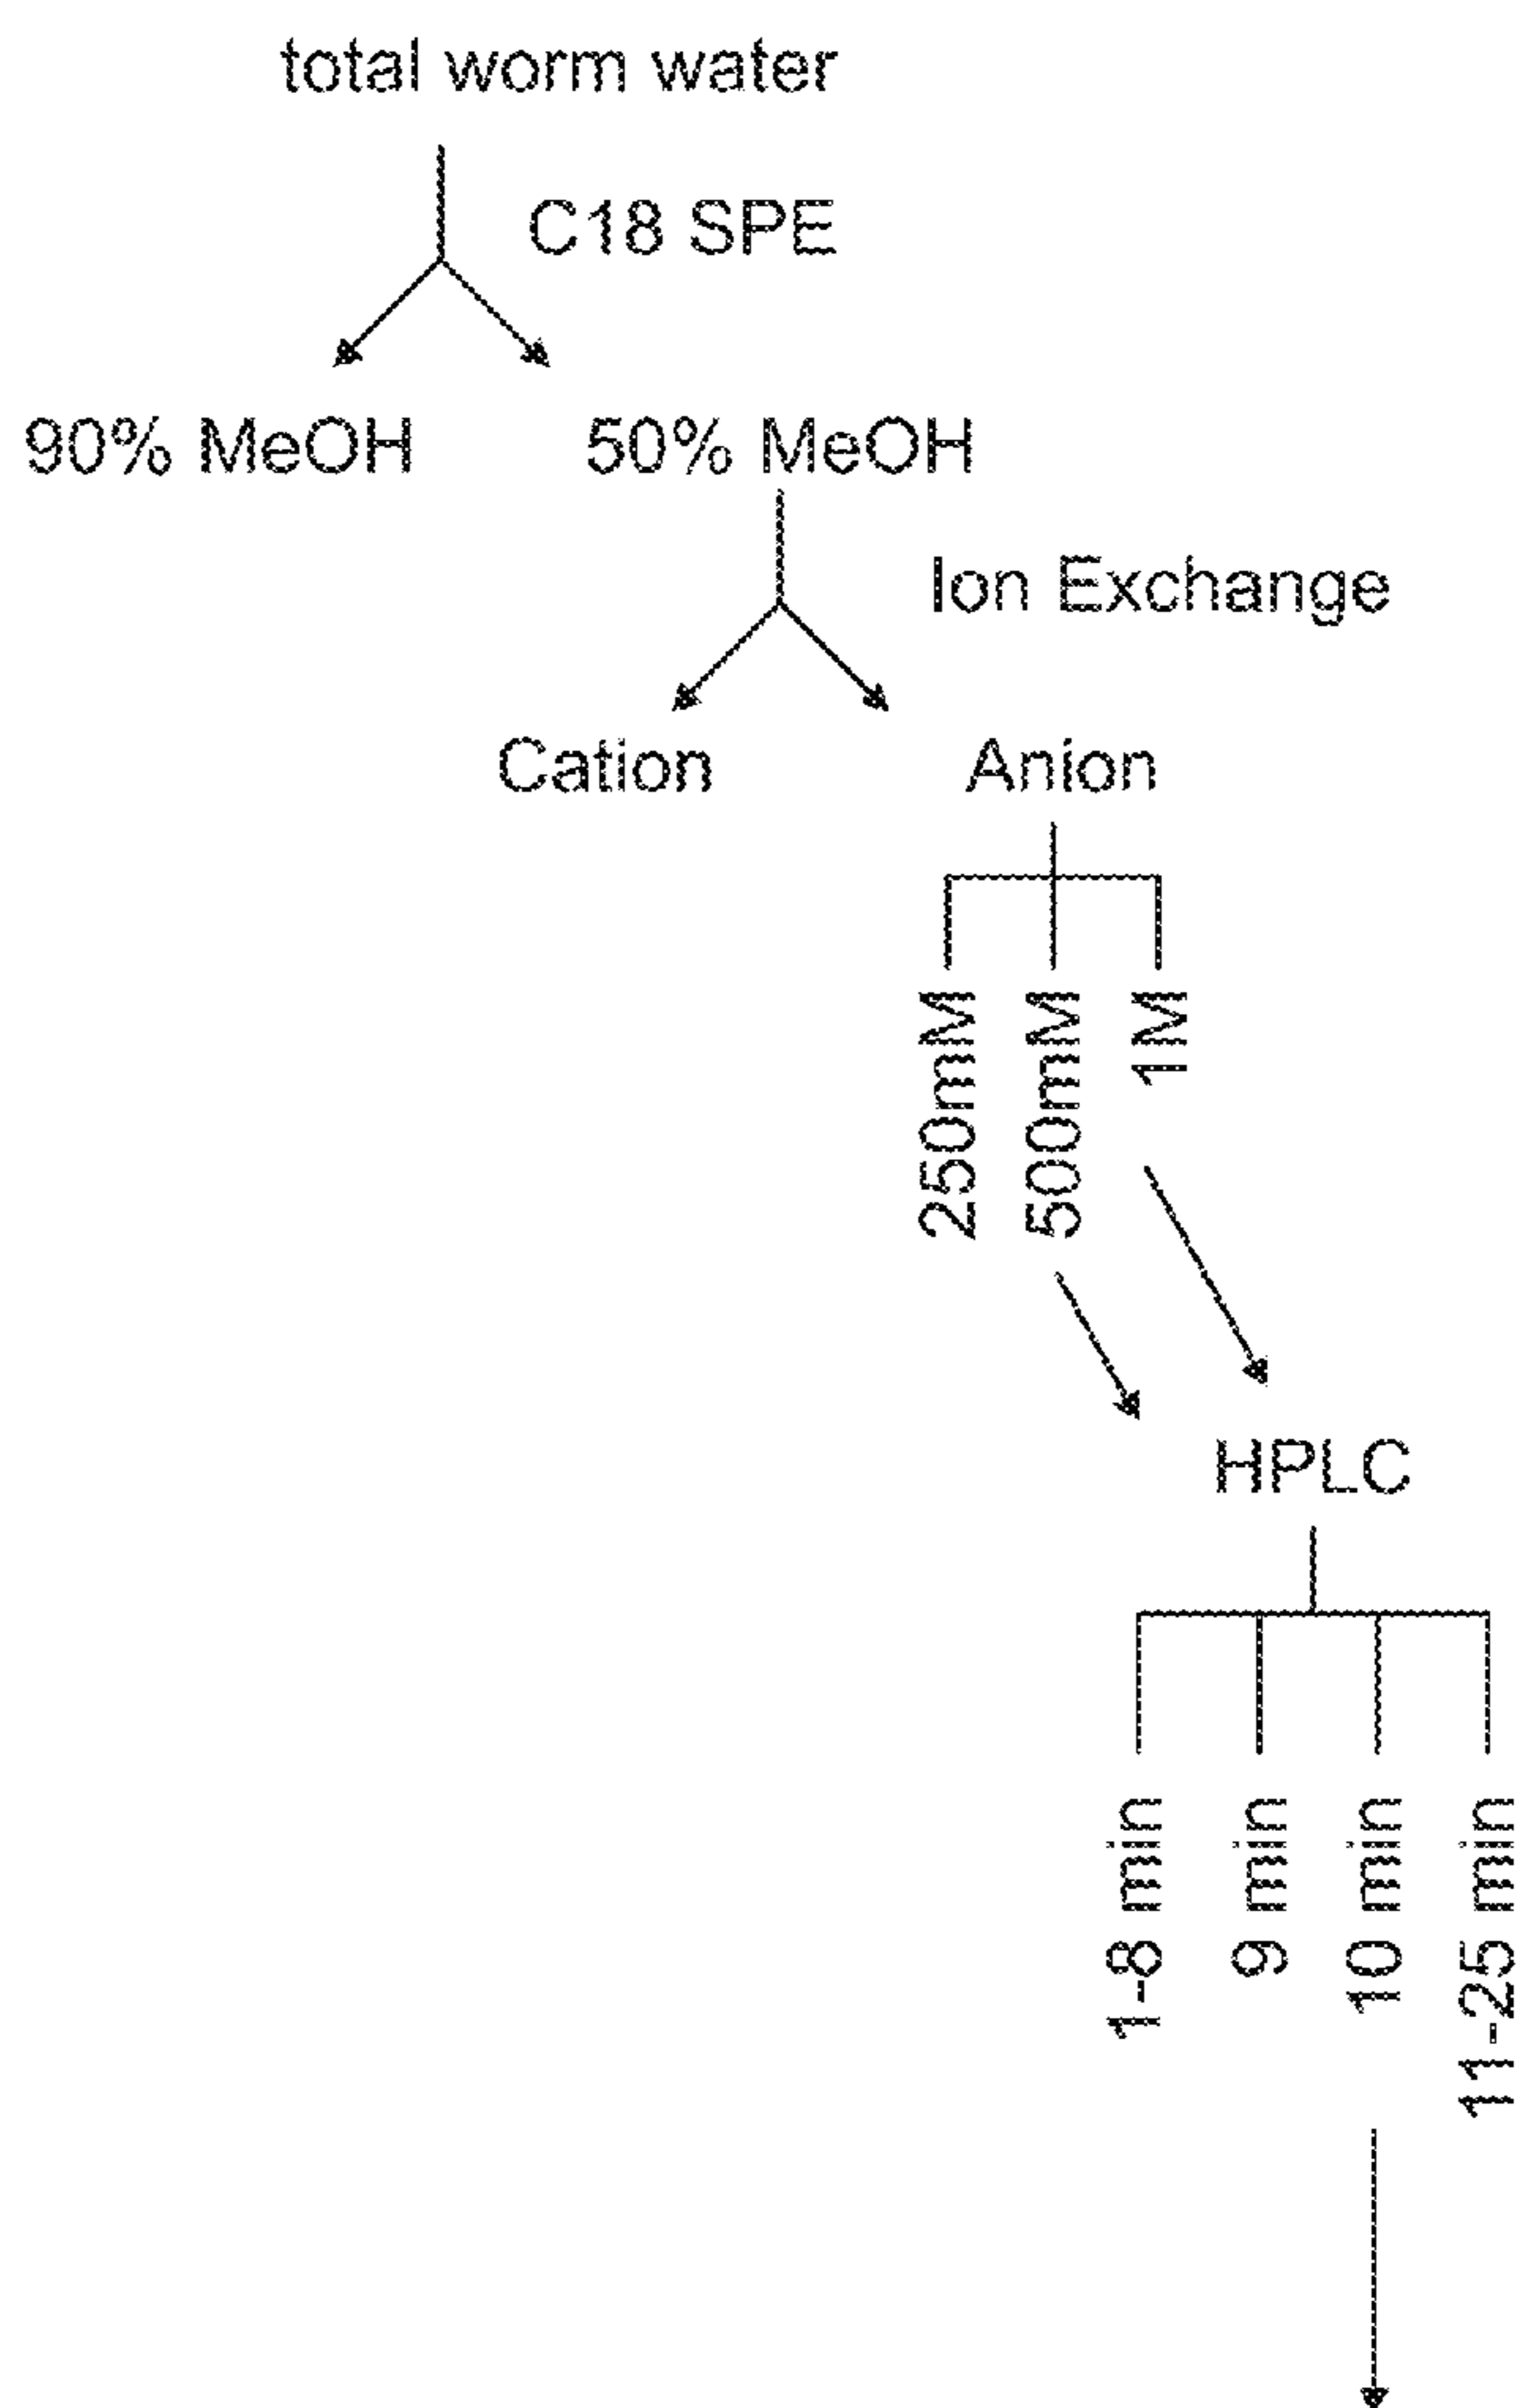 total worm water
C18 SPE
90% MeOH
50% MeOH
Ion Exchange
Cation
Anion
250mM
500mM
1M
HPLC
1-8 min
9 min
10 min
11-25 min